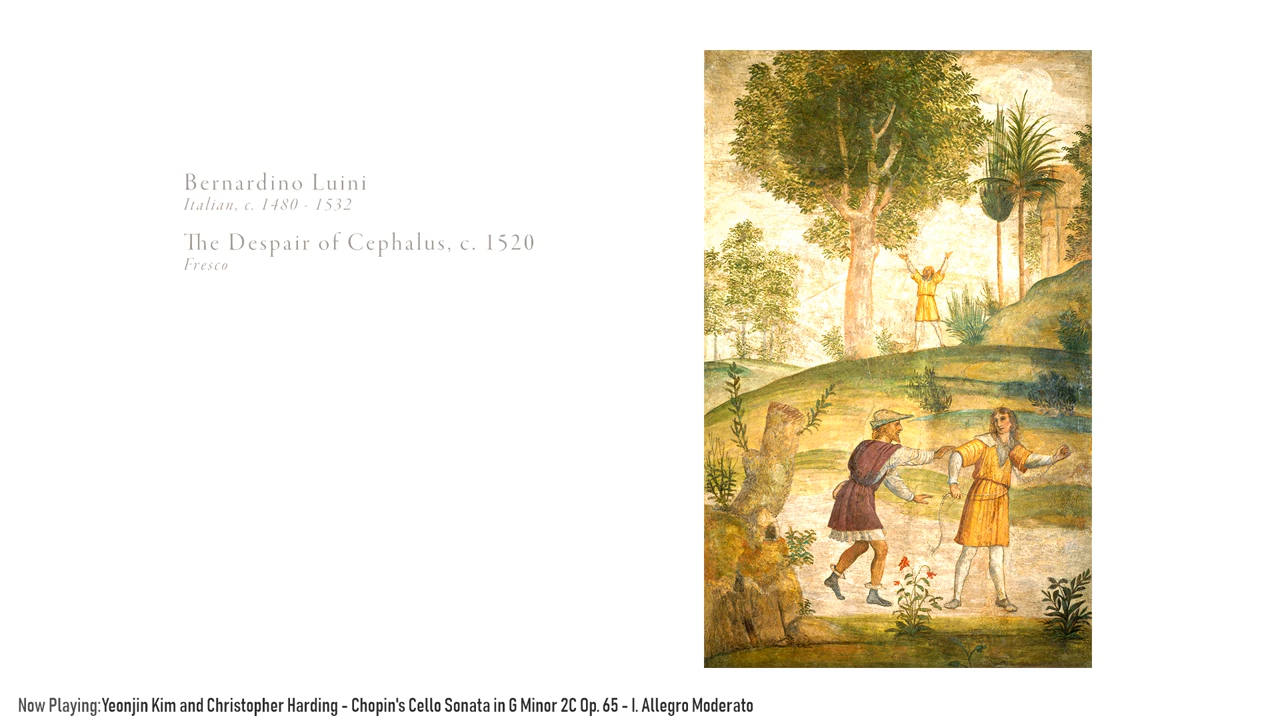 Bernardino Luini
Italian, c. 1480 - 1532
The Despair of Cephalus, c. 1520
Fresco
Now Playing:Yeonjin Kim and Christopher Harding - Chopin's Cello Sonata in G Minor 2C Op. 65 - I. Allegro Moderato